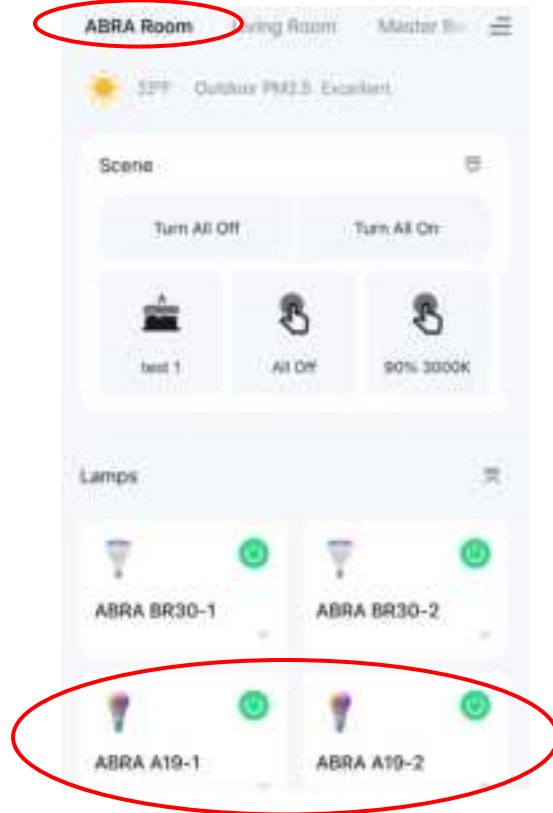 ABRA Room Living Room Master
Outdoor PM2.5 Excellent
Scene
Turn All Off Turn All On
test 1 All Off 90% 3000K
Lamps
ABRA BR30-1 ABRA BR30-2
ABRA A19-1 ABRA A19-2